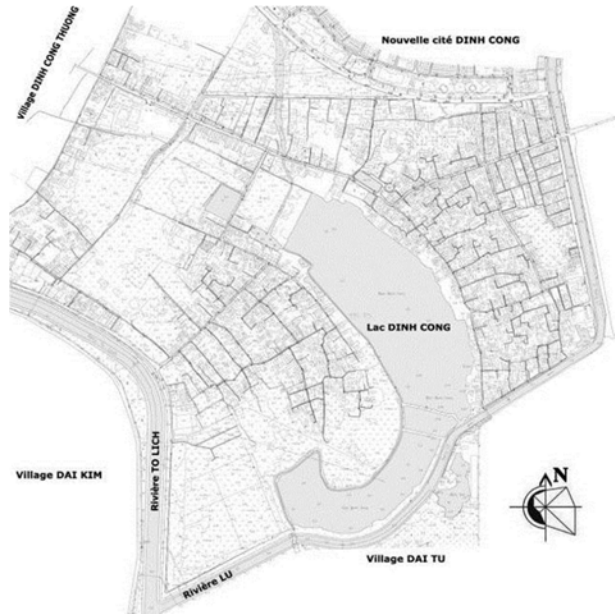 Nouvelle cité DINH CONG
Village DINH CONG THUONG
Lac DINH CONG
Village DAI KIM
Rivière TO LICH
N
Village DAI TU
Rivière LU